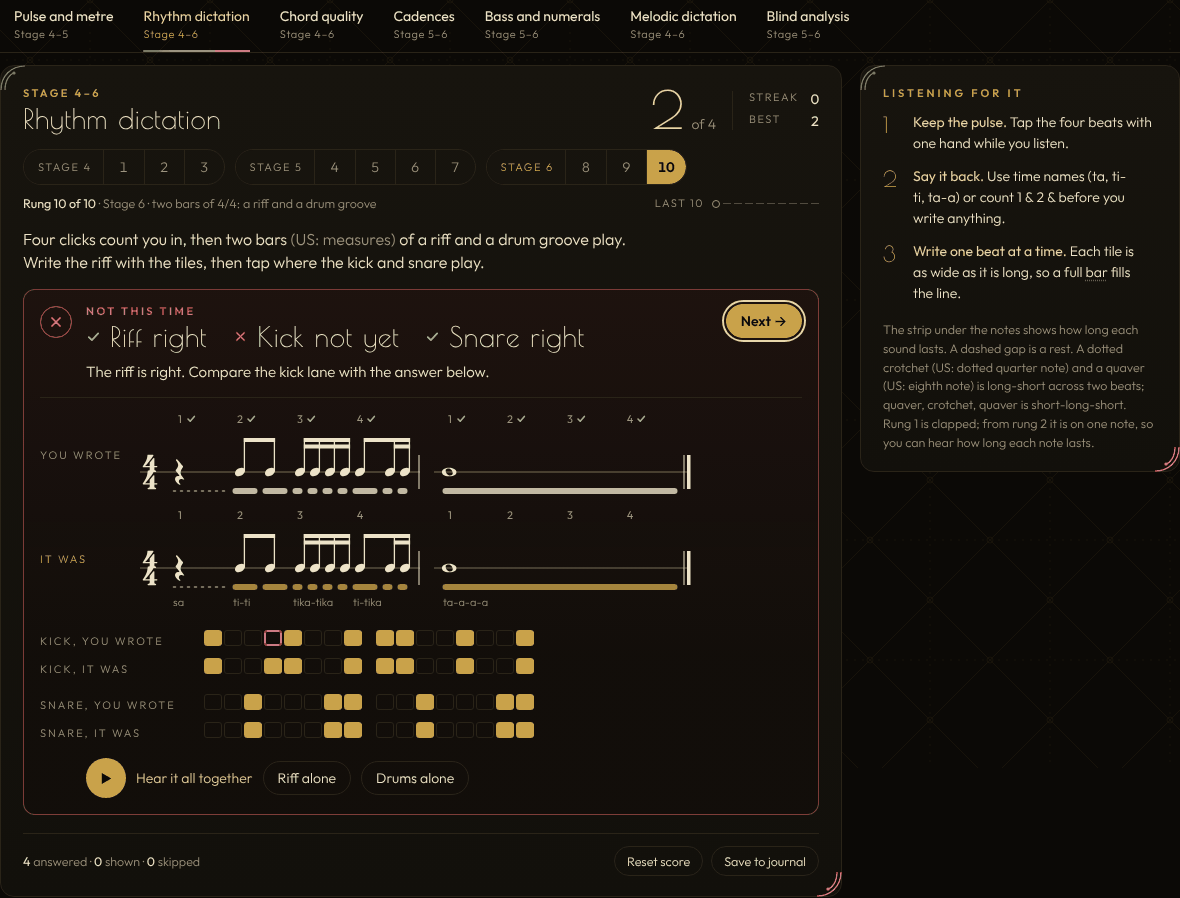 Pulse and metre
Stage 4–5
Rhythm dictation
Stage 4–6
Chord quality
Stage 4–6
Cadences
Stage 5–6
Bass and numerals
Stage 5–6
Melodic dictation
Stage 4–6
Blind analysis
Stage 5–6
STAGE 4–6
Rhythm dictation
2 of 4
STREAK 0
BEST 2
STAGE 4 1 2 3
STAGE 5 4 5 6 7
STAGE 6 8 9 10
Rung 10 of 10 · Stage 6 · two bars of 4/4: a riff and a drum groove
LAST 10
Four clicks count you in, then two bars (US: measures) of a riff and a drum groove play.
Write the riff with the tiles, then tap where the kick and snare play.
NOT THIS TIME
Riff right Kick not yet Snare right
Next →
The riff is right. Compare the kick lane with the answer below.
1 2 3 4 1 2 3 4
YOU WROTE
4
4
1 2 3 4 1 2 3 4
IT WAS
4
4
sa ti-ti tika-tika ti-tika ta-a-a-a
KICK, YOU WROTE
KICK, IT WAS
SNARE, YOU WROTE
SNARE, IT WAS
Hear it all together
Riff alone
Drums alone
4 answered · 0 shown · 0 skipped
Reset score
Save to journal
LISTENING FOR IT
1 Keep the pulse. Tap the four beats with
one hand while you listen.
2 Say it back. Use time names (ta, ti-
ti, ta-a) or count 1 & 2 & before you
write anything.
3 Write one beat at a time. Each tile is
as wide as it is long, so a full bar fills
the line.
The strip under the notes shows how long each
sound lasts. A dashed gap is a rest. A dotted
crotchet (US: dotted quarter note) and a quaver
(US: eighth note) is long-short across two beats;
quaver, crotchet, quaver is short-long-short.
Rung 1 is clapped; from rung 2 it is on one note, so
you can hear how long each note lasts.